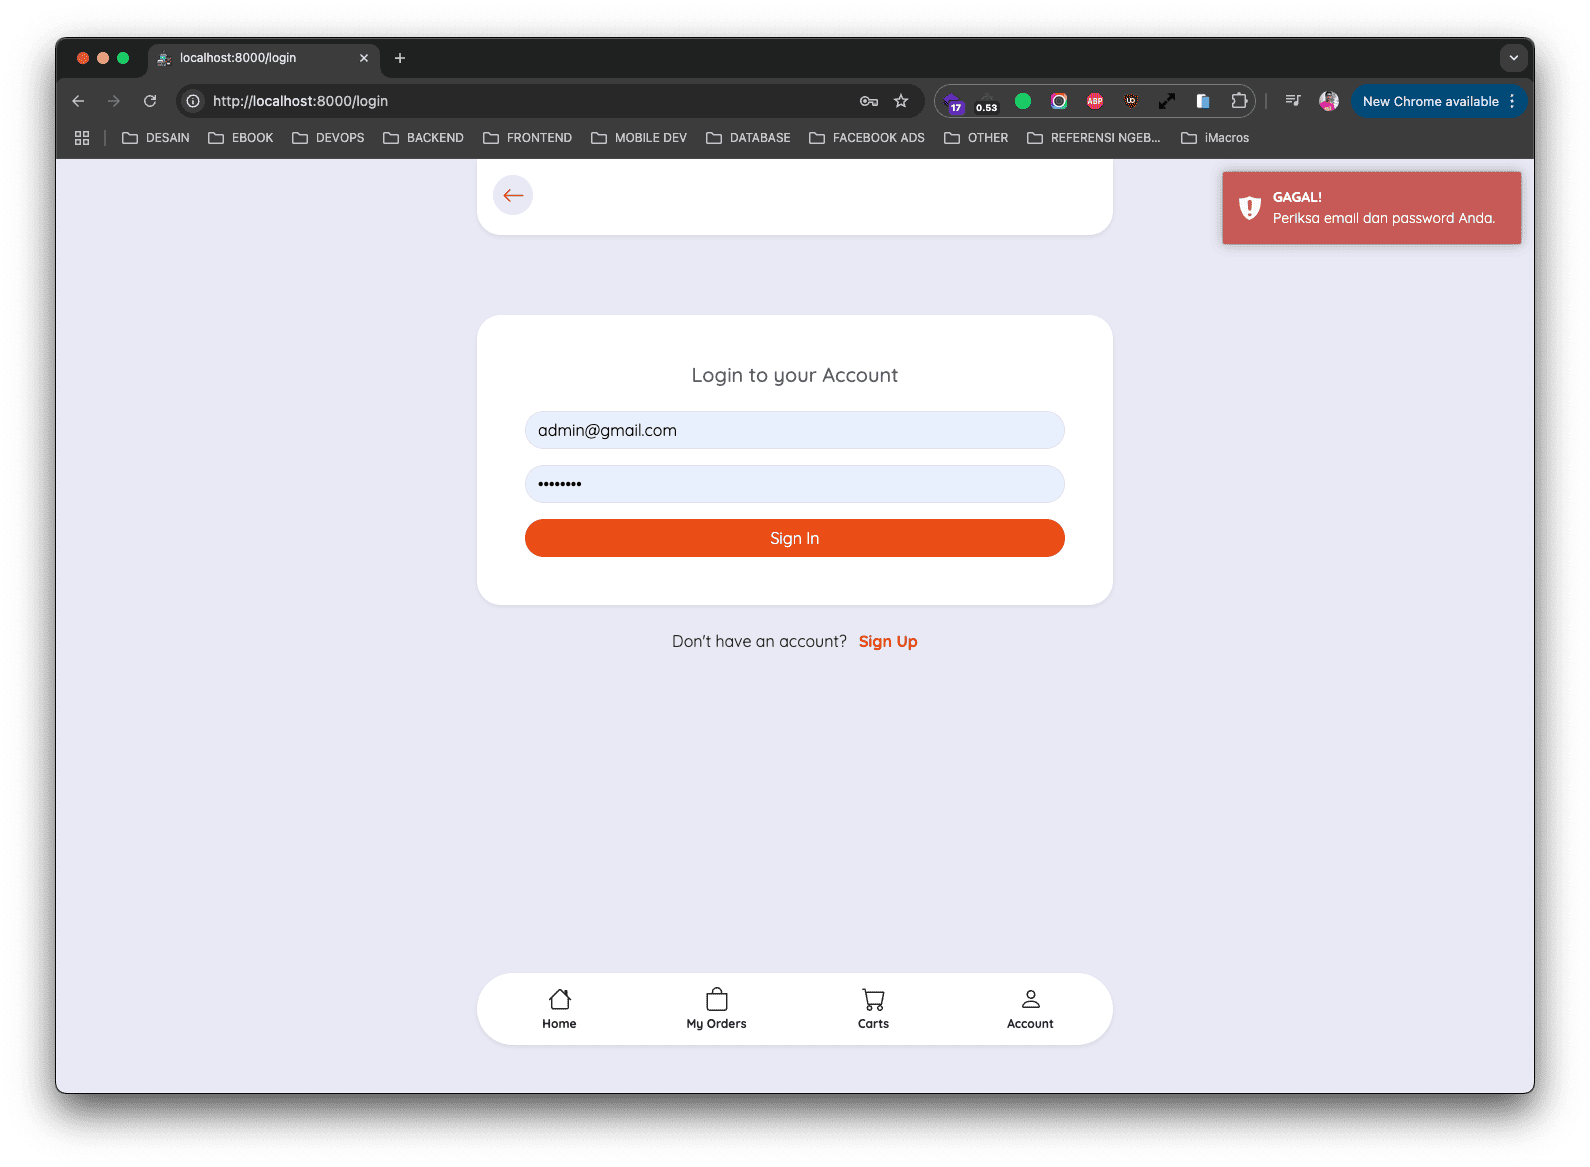 localhost:8000/login
http://localhost:8000/login
17
0.53
ABP
New Chrome available
DESAIN
EBOOK
DEVOPS
BACKEND
FRONTEND
MOBILE DEV
DATABASE
FACEBOOK ADS
OTHER
REFERENSI NGEB...
iMacros
GAGAL!
Periksa email dan password Anda.
Login to your Account
admin@gmail.com
••••••••
Sign In
Don't have an account? Sign Up
Home
My Orders
Carts
Account